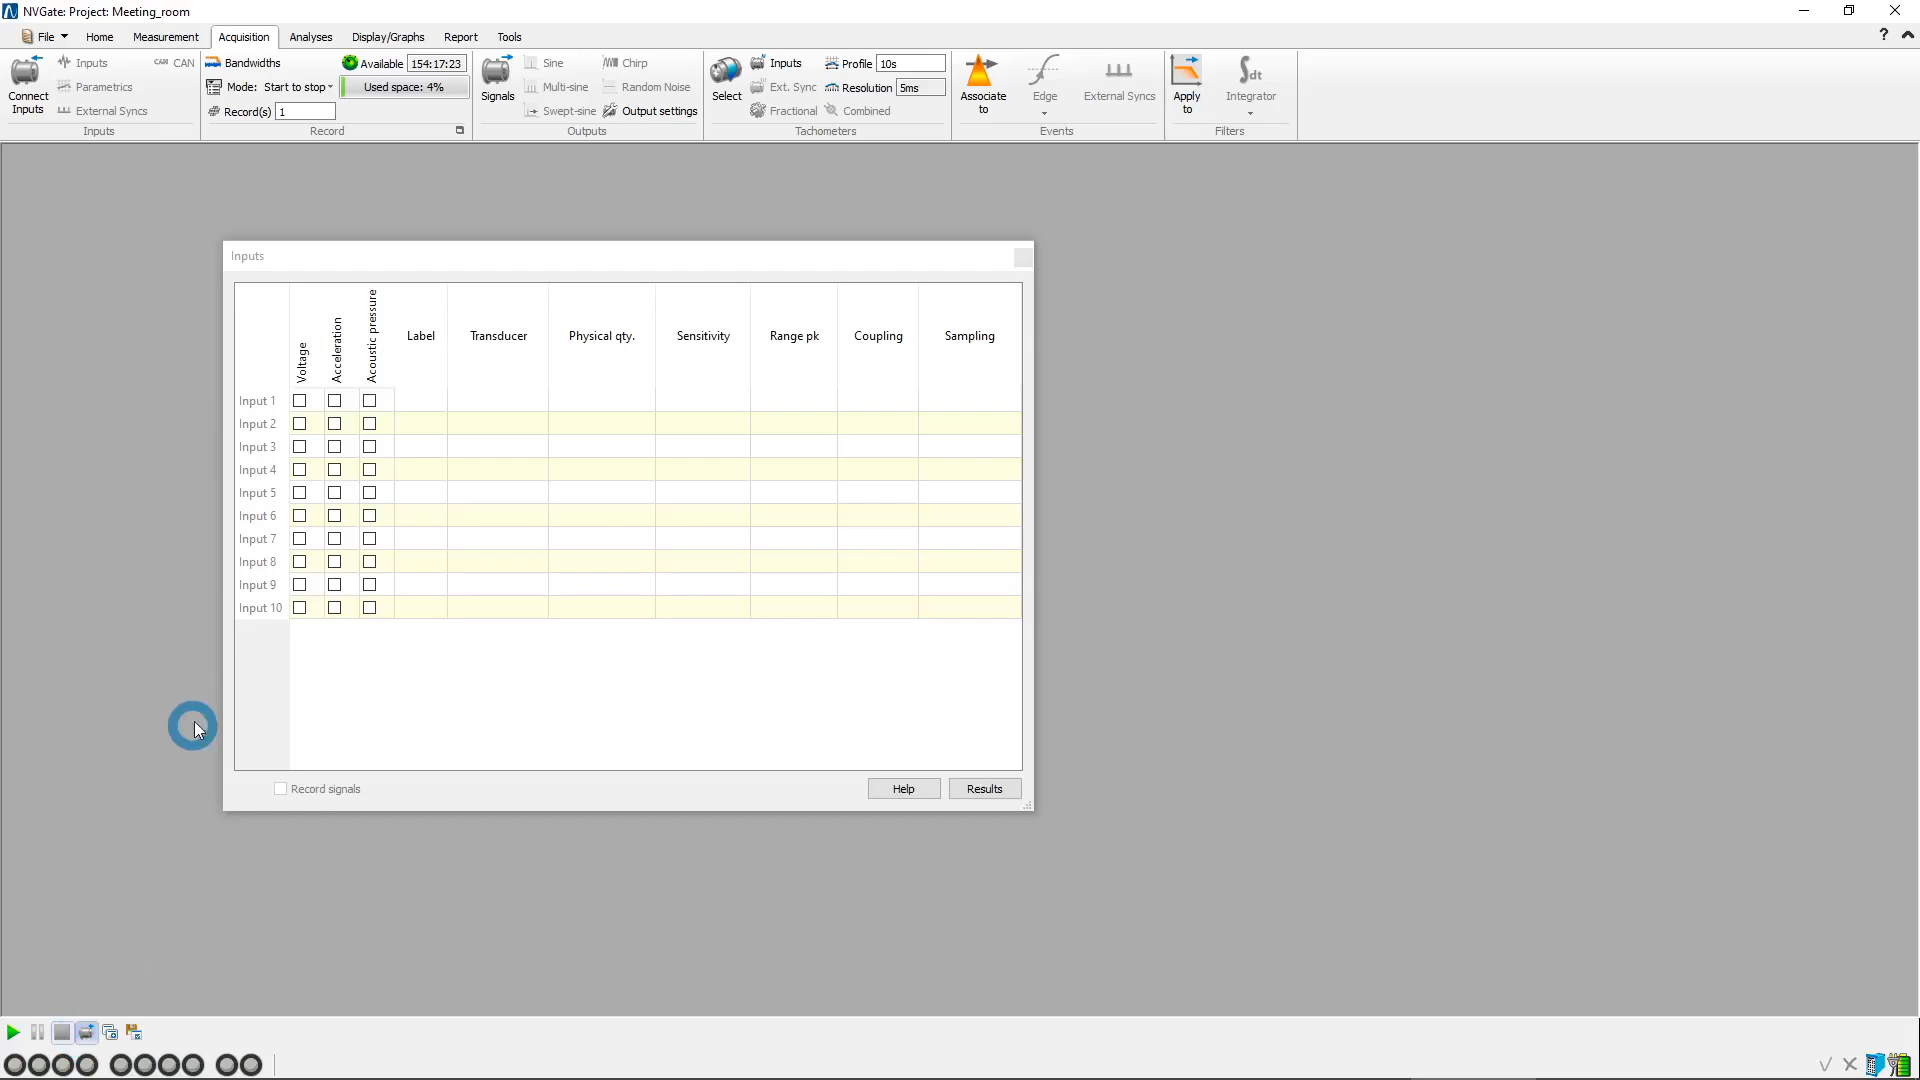 NVGate: Project: Meeting_room
File Home Measurement Acquisition Analyses Display/Graphs Report Tools
Connect Inputs
Inputs
CAN CAN
Parametrics
External Syncs
Inputs
Bandwidths
Available 154:17:23
Mode: Start to stop
Used space: 4%
Record(s) 1
Record
Signals
Sine
Chirp
Multi-sine
Random Noise
Swept-sine
Output settings
Outputs
Select
Inputs
Profile 10s
Ext. Sync
Resolution 5ms
Fractional
Combined
Tachometers
Associate to
Edge
External Syncs
Events
Apply to
Integrator
Filters
Inputs
Voltage Acceleration Acoustic pressure Label Transducer Physical qty. Sensitivity Range pk Coupling Sampling
Input 1
Input 2
Input 3
Input 4
Input 5
Input 6
Input 7
Input 8
Input 9
Input 10
Record signals
Help Results